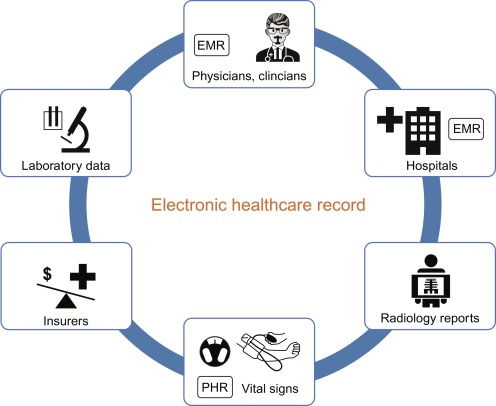 EMR
Physicians, clincians
Laboratory data
EMR
Hospitals
Electronic healthcare record
$
Insurers
Radiology reports
PHR
Vital signs